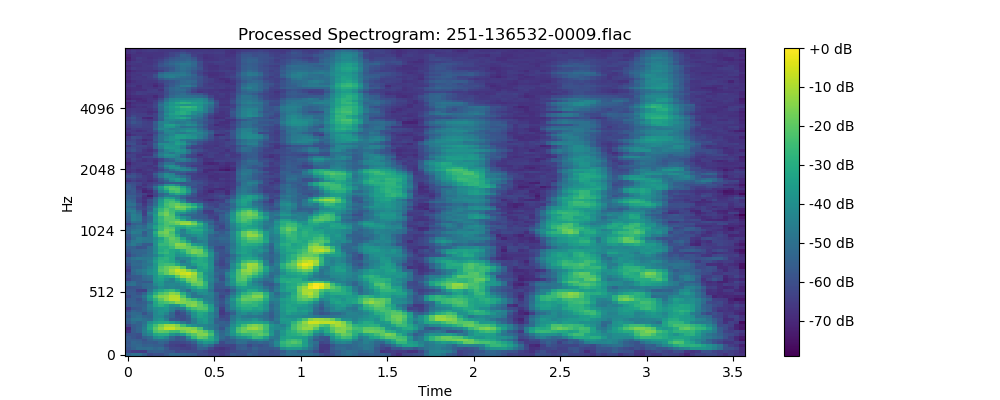 Processed Spectrogram: 251-136532-0009.flac
Hz
4096
2048
1024
512
0
0 0.5 1 1.5 2 2.5 3 3.5
Time
+0 dB
-10 dB
-20 dB
-30 dB
-40 dB
-50 dB
-60 dB
-70 dB